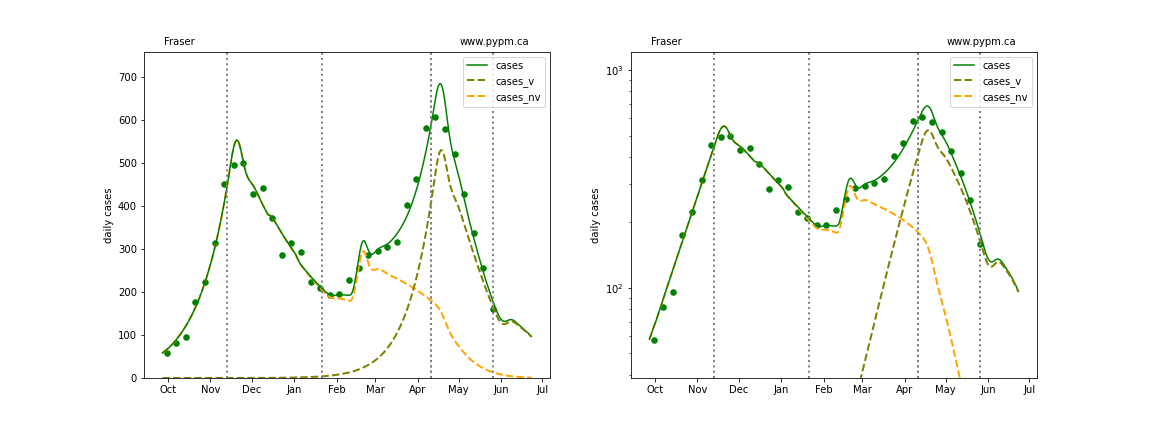 Fraser www.pypm.ca
cases
cases_v
cases_nv
daily cases
700
600
500
400
300
200
100
0
Oct Nov Dec Jan Feb Mar Apr May Jun Jul
Fraser www.pypm.ca
cases
cases_v
cases_nv
daily cases
10³
10²
Oct Nov Dec Jan Feb Mar Apr May Jun Jul